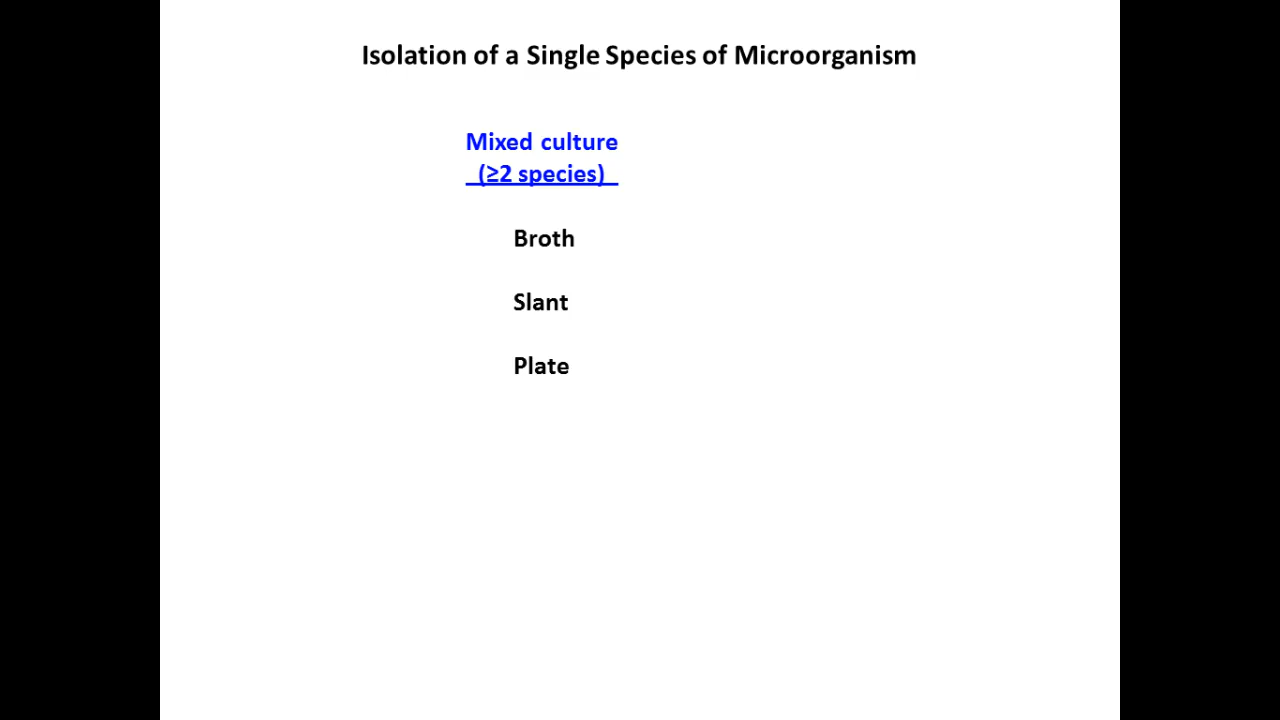 Isolation of a Single Species of Microorganism
Mixed culture
(≥2 species)
Broth
Slant
Plate